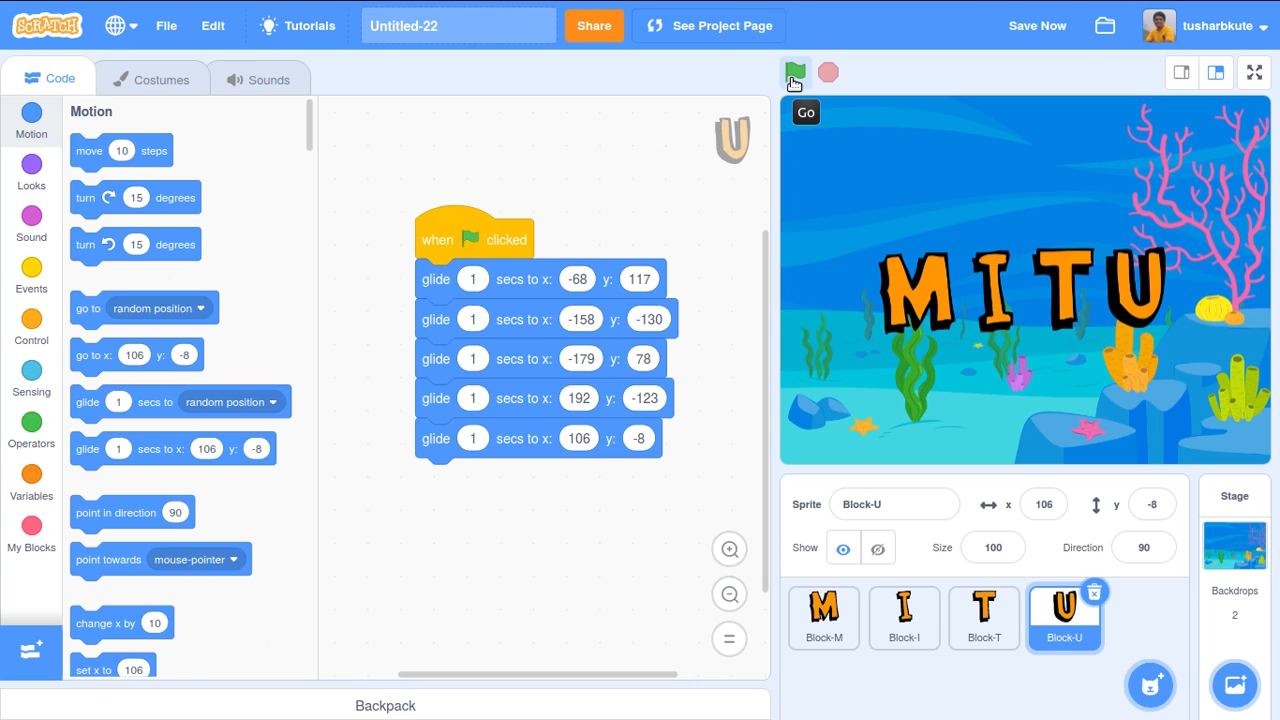 SCRATCH
File
Edit
Tutorials
Untitled-22
Share
See Project Page
Save Now
tusharbkute
Code
Costumes
Sounds
Go
Motion
Looks
Sound
Events
Control
Sensing
Operators
Variables
My Blocks
Motion
move 10 steps
turn 15 degrees
turn 15 degrees
go to random position
go to x: 106 y: -8
glide 1 secs to random position
glide 1 secs to x: 106 y: -8
point in direction 90
point towards mouse-pointer
change x by 10
set x to 106
U
when clicked
glide 1 secs to x: -68 y: 117
glide 1 secs to x: -158 y: -130
glide 1 secs to x: -179 y: 78
glide 1 secs to x: 192 y: -123
glide 1 secs to x: 106 y: -8
=
Backpack
MITU
Sprite Block-U x 106 y -8
Show Size 100 Direction 90
M I T U
Block-M Block-I Block-T Block-U
Stage
Backdrops
2